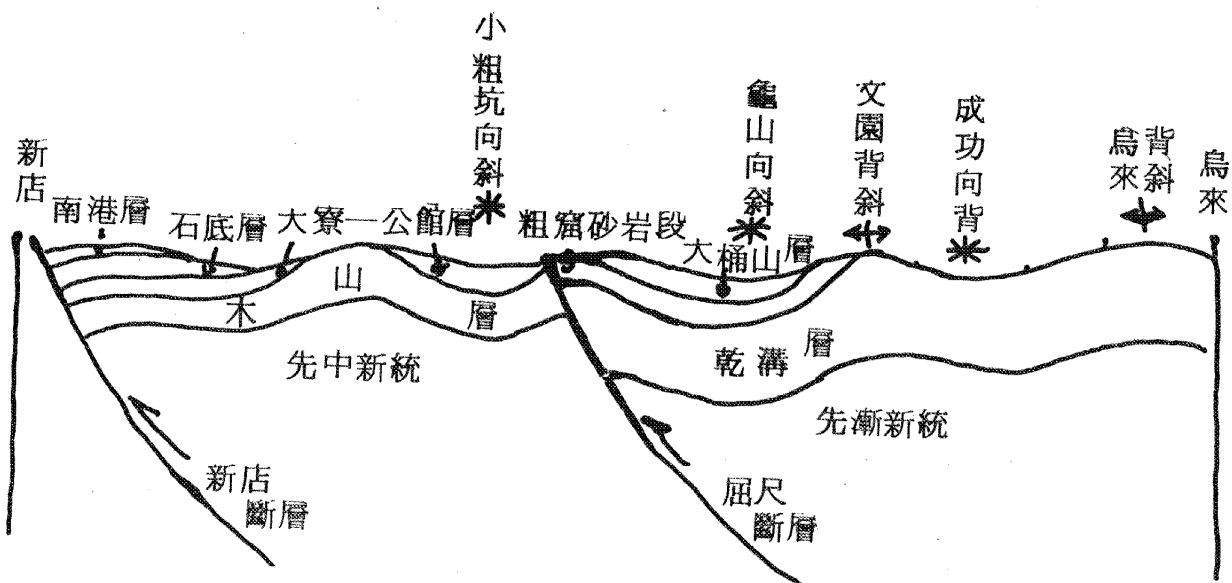 新店
南港層
石底層
大寮—公館層
小粗坑向斜
粗窟砂岩段
龜山向斜
大桶山層
文園背斜
成功向背
烏來背斜
烏來
木山層
先中新統
乾溝層
先漸新統
新店斷層
屈尺斷層